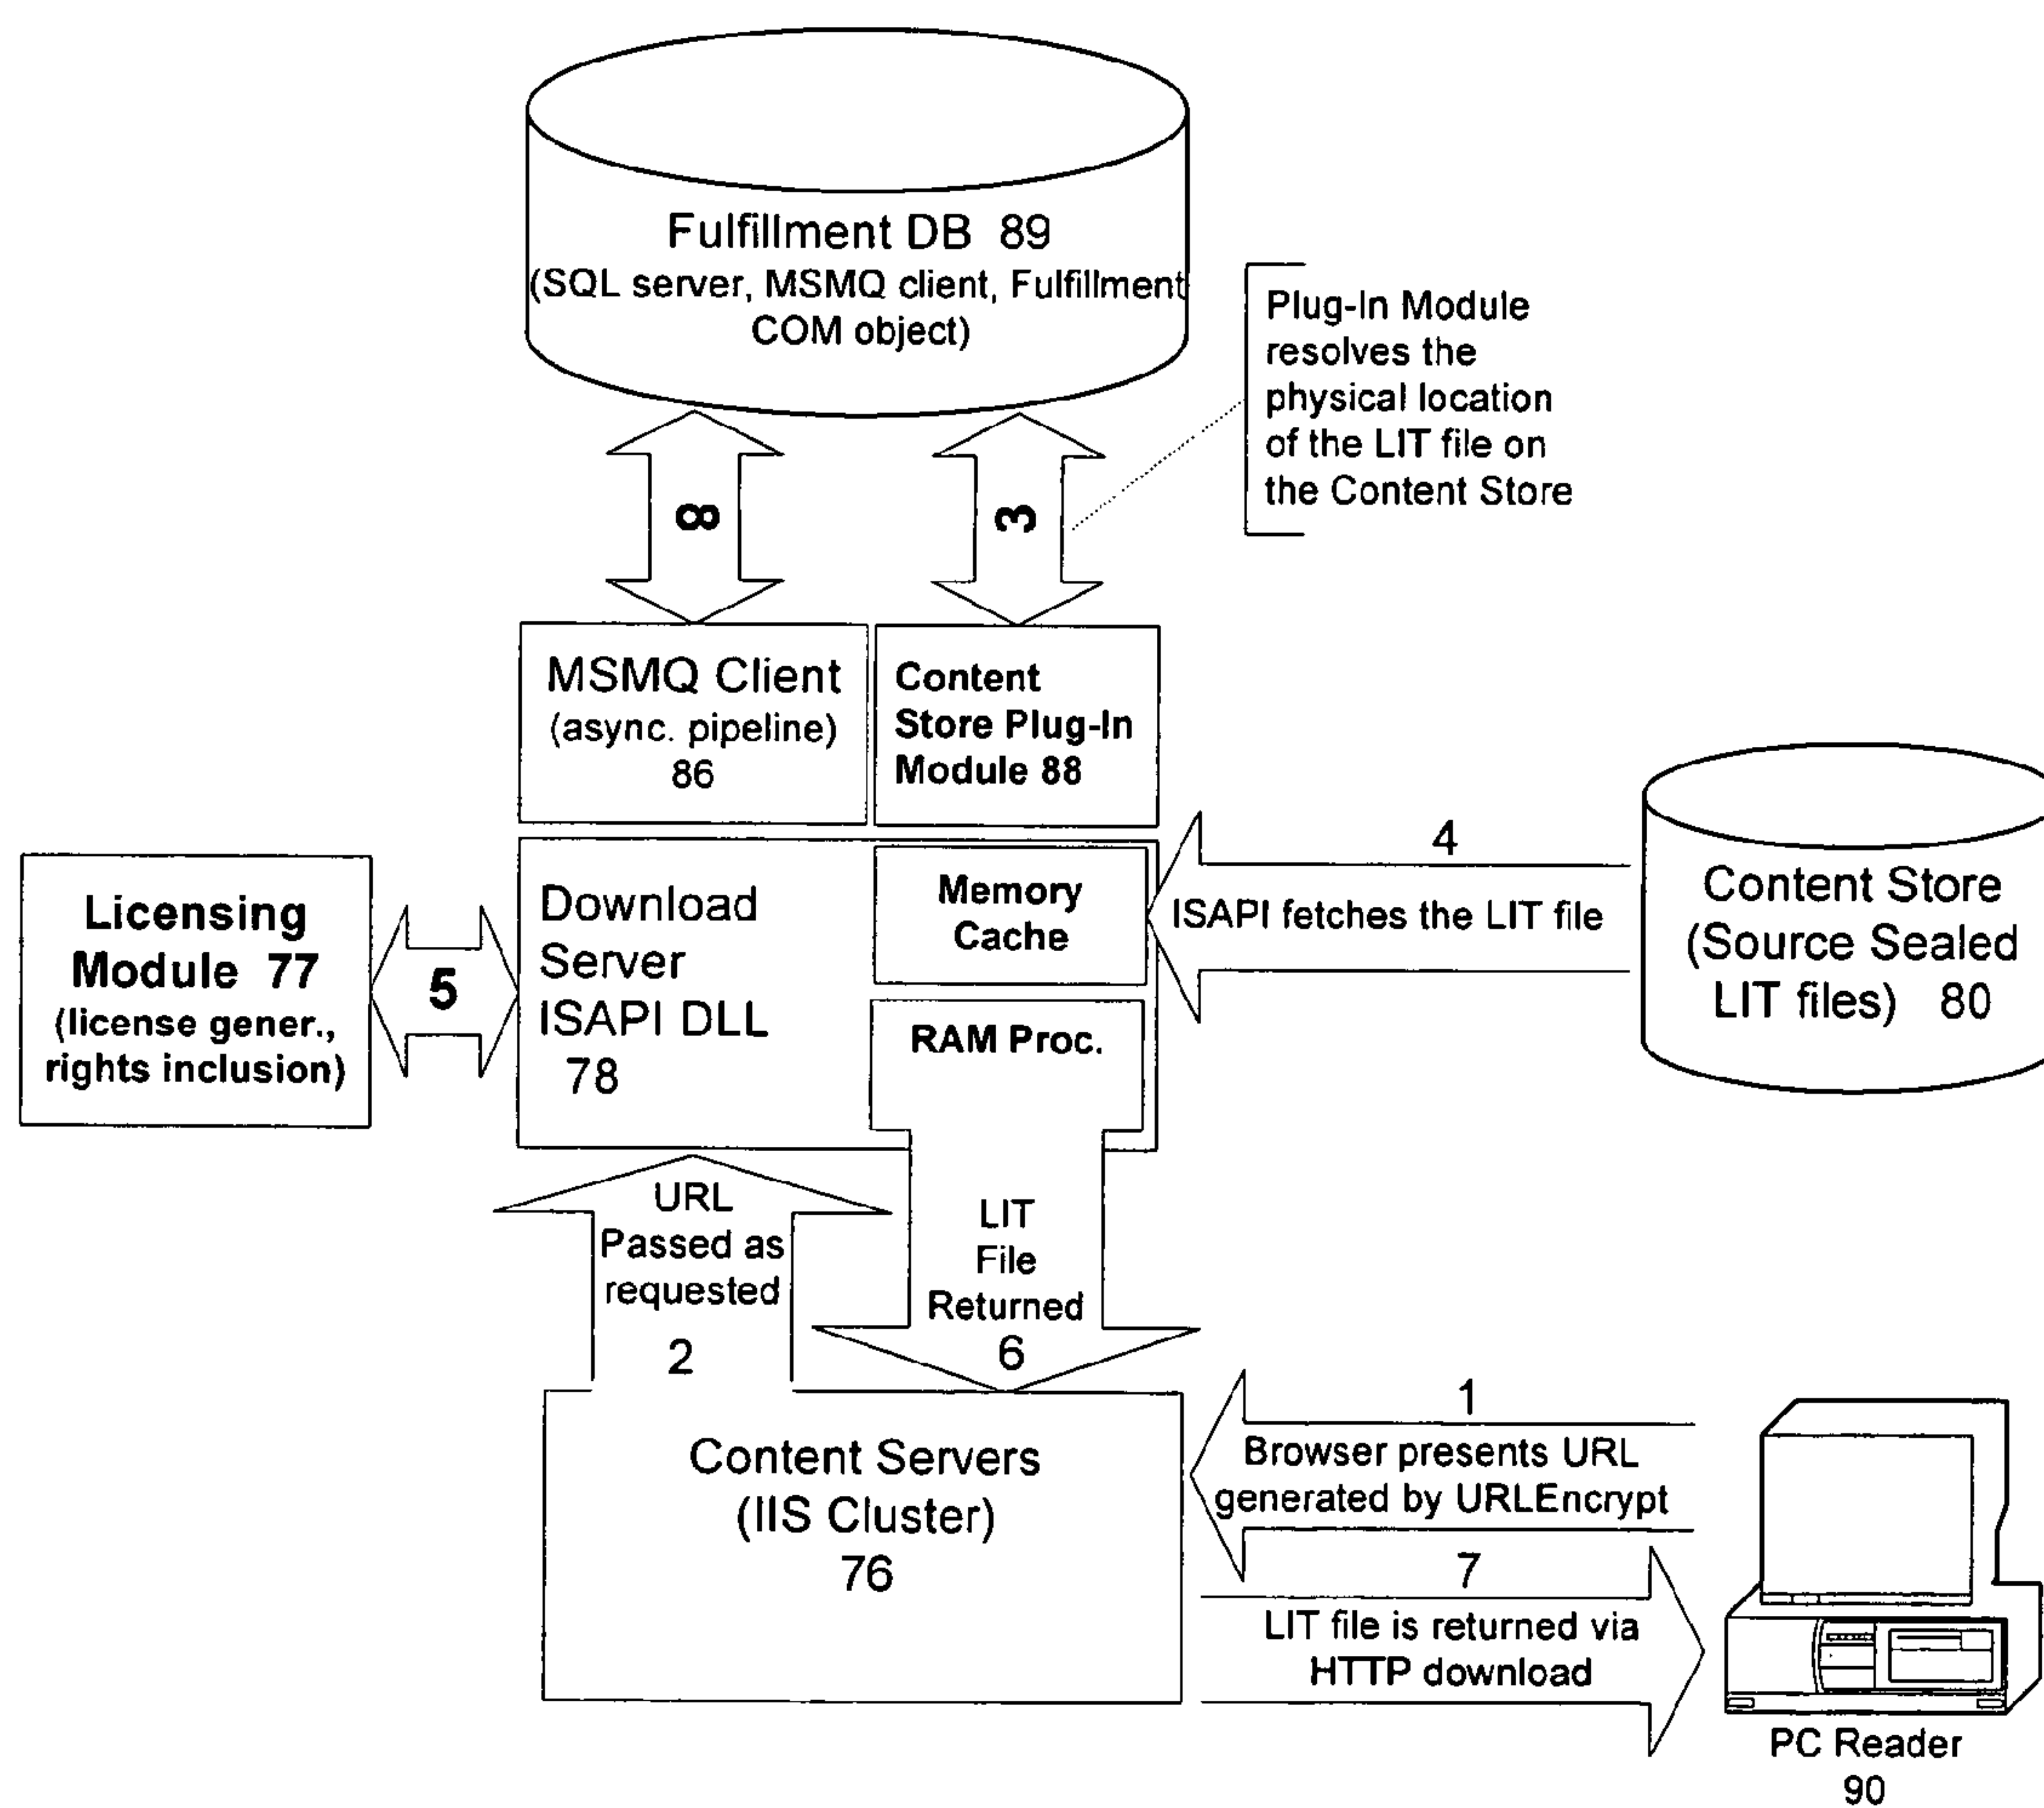 Fulfillment DB 89
(SQL server, MSMQ client, Fulfillment
COM object)
Plug-In Module
resolves the
physical location
of the LIT file on
the Content Store
8
3
MSMQ Client
(async. pipeline)
86
Content
Store Plug-In
Module 88
Licensing
Module 77
(license gener.,
rights inclusion)
5
Download
Server
ISAPI DLL
78
Memory
Cache
RAM Proc.
4
ISAPI fetches the LIT file
Content Store
(Source Sealed
LIT files) 80
URL
Passed as
requested
2
LIT
File
Returned
6
Content Servers
(IIS Cluster)
76
1
Browser presents URL
generated by URLEncrypt
7
LIT file is returned via
HTTP download
PC Reader
90